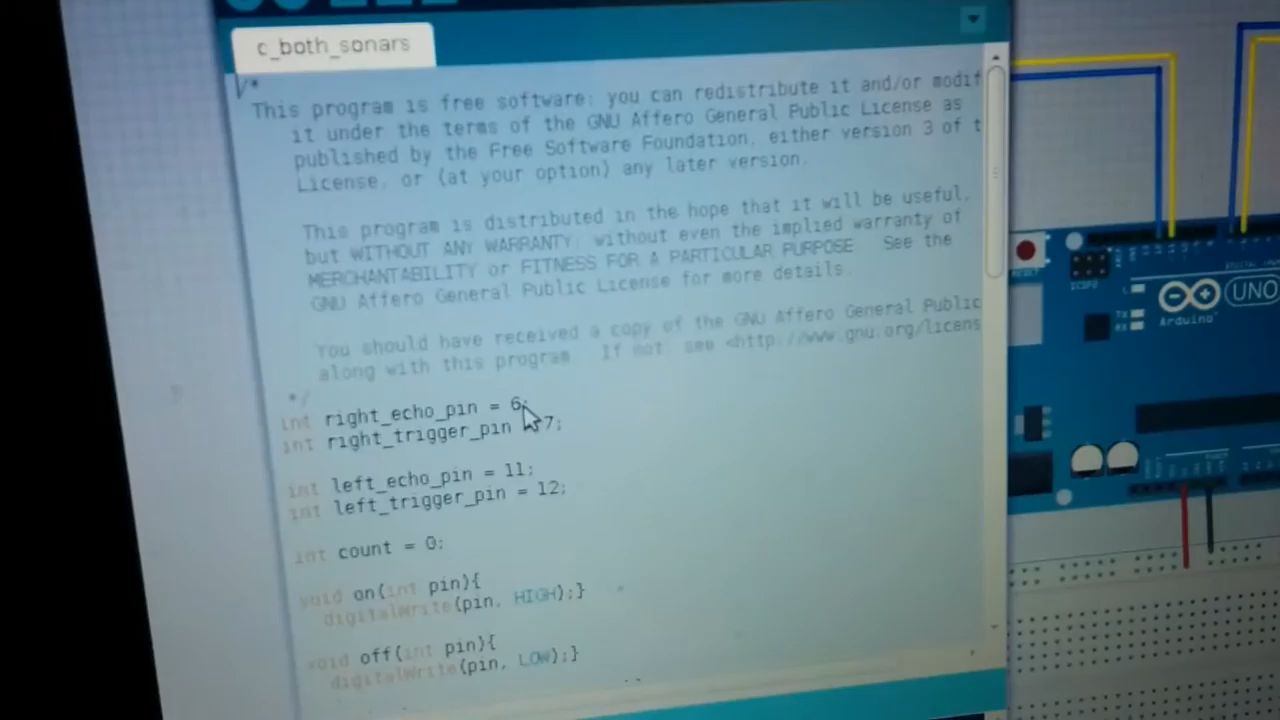 c_both_sonars
/*
This program is free software: you can redistribute it and/or modif
it under the terms of the GNU Affero General Public License as
published by the Free Software Foundation, either version 3 of t
License, or (at your option) any later version.
This program is distributed in the hope that it will be useful,
but WITHOUT ANY WARRANTY; without even the implied warranty of
MERCHANTABILITY or FITNESS FOR A PARTICULAR PURPOSE  See the
GNU Affero General Public License for more details.
You should have received a copy of the GNU Affero General Public
along with this program  If not, see <http://www.gnu.org/licens
*/
int right_echo_pin = 6;
int right_trigger_pin 7;
int left_echo_pin = 11;
int left_trigger_pin = 12;
int count = 0;
void on(int pin){
digitalWrite(pin, HIGH);}
void off(int pin){
digitalWrite(pin, LOW);}
RESET
ICSP2
L
TX
RX
UNO
Arduino